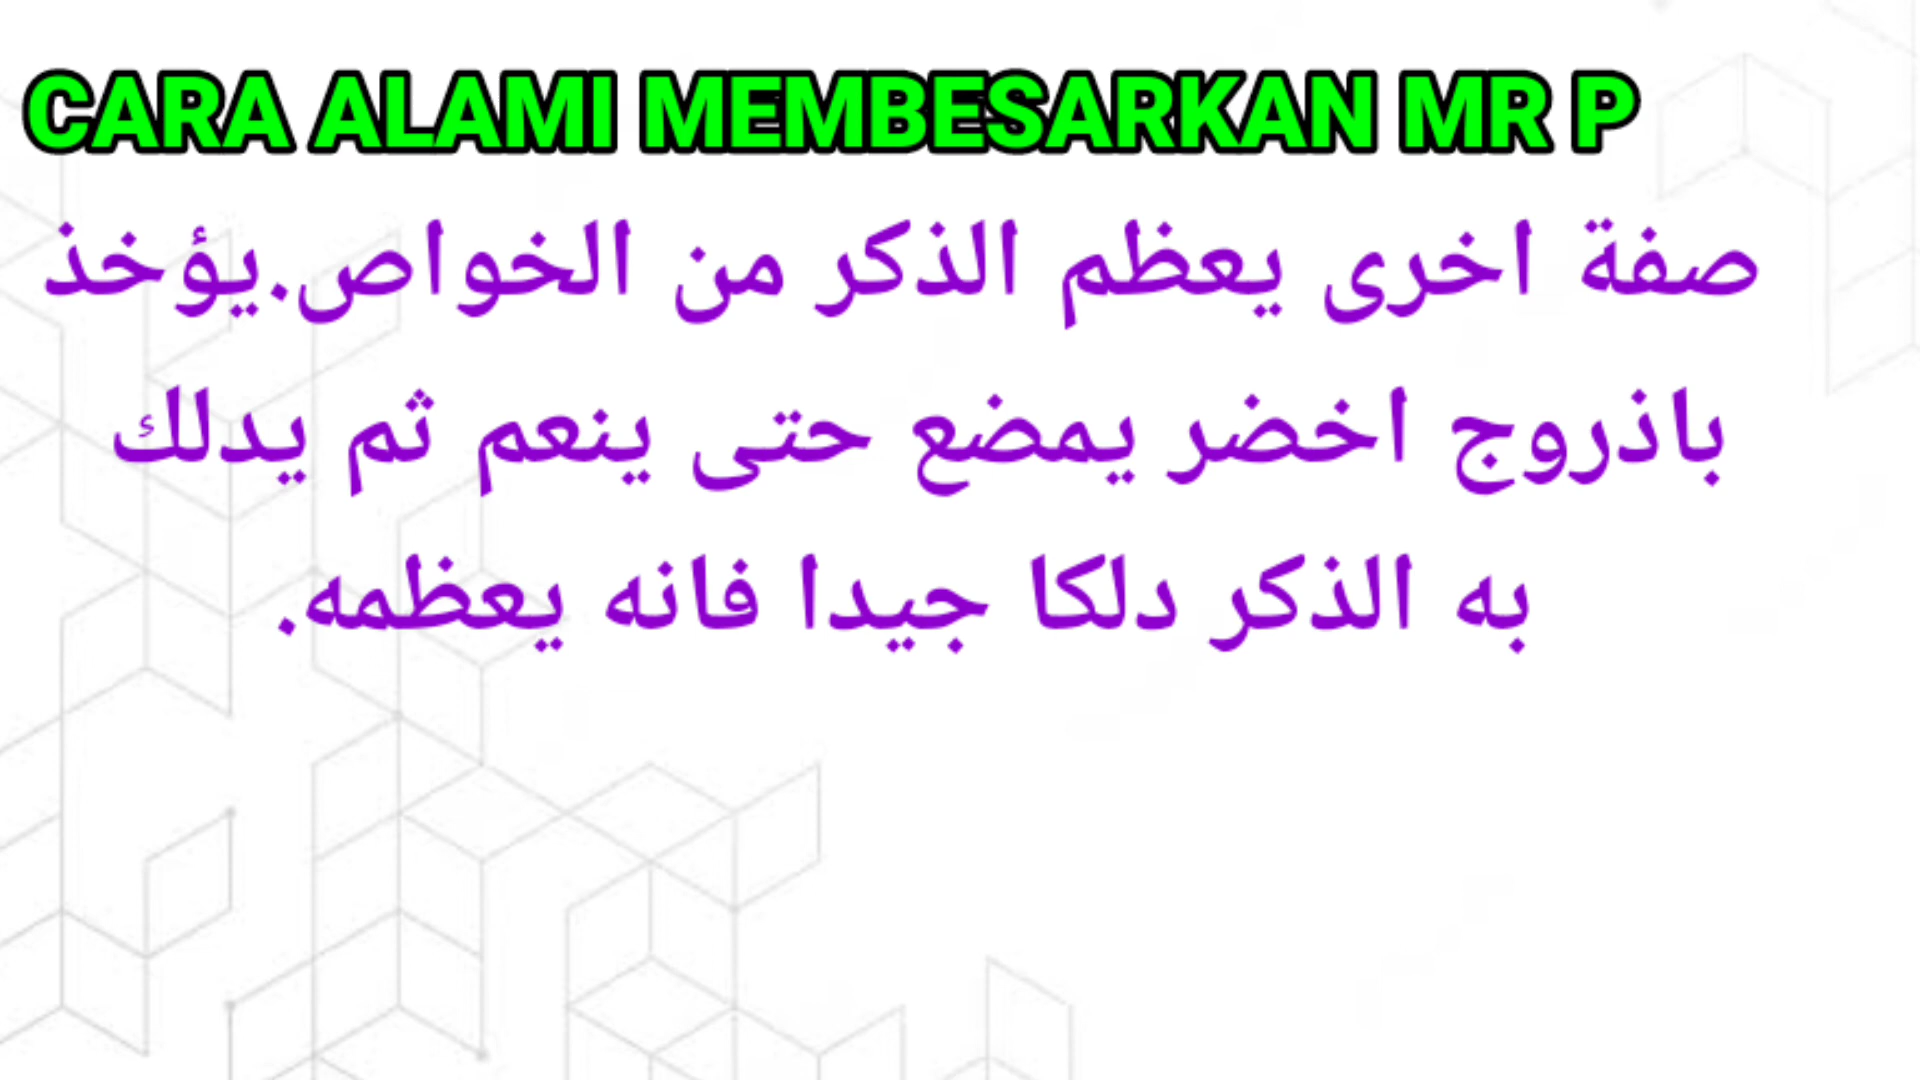 CARA ALAMI MEMBESARKAN MR P
صفة اخرى يعظم الذكر من الخواص.يؤخذ
باذروج اخضر يمضع حتى ينعم ثم يدلك
به الذكر دلكا جيدا فانه يعظمه.